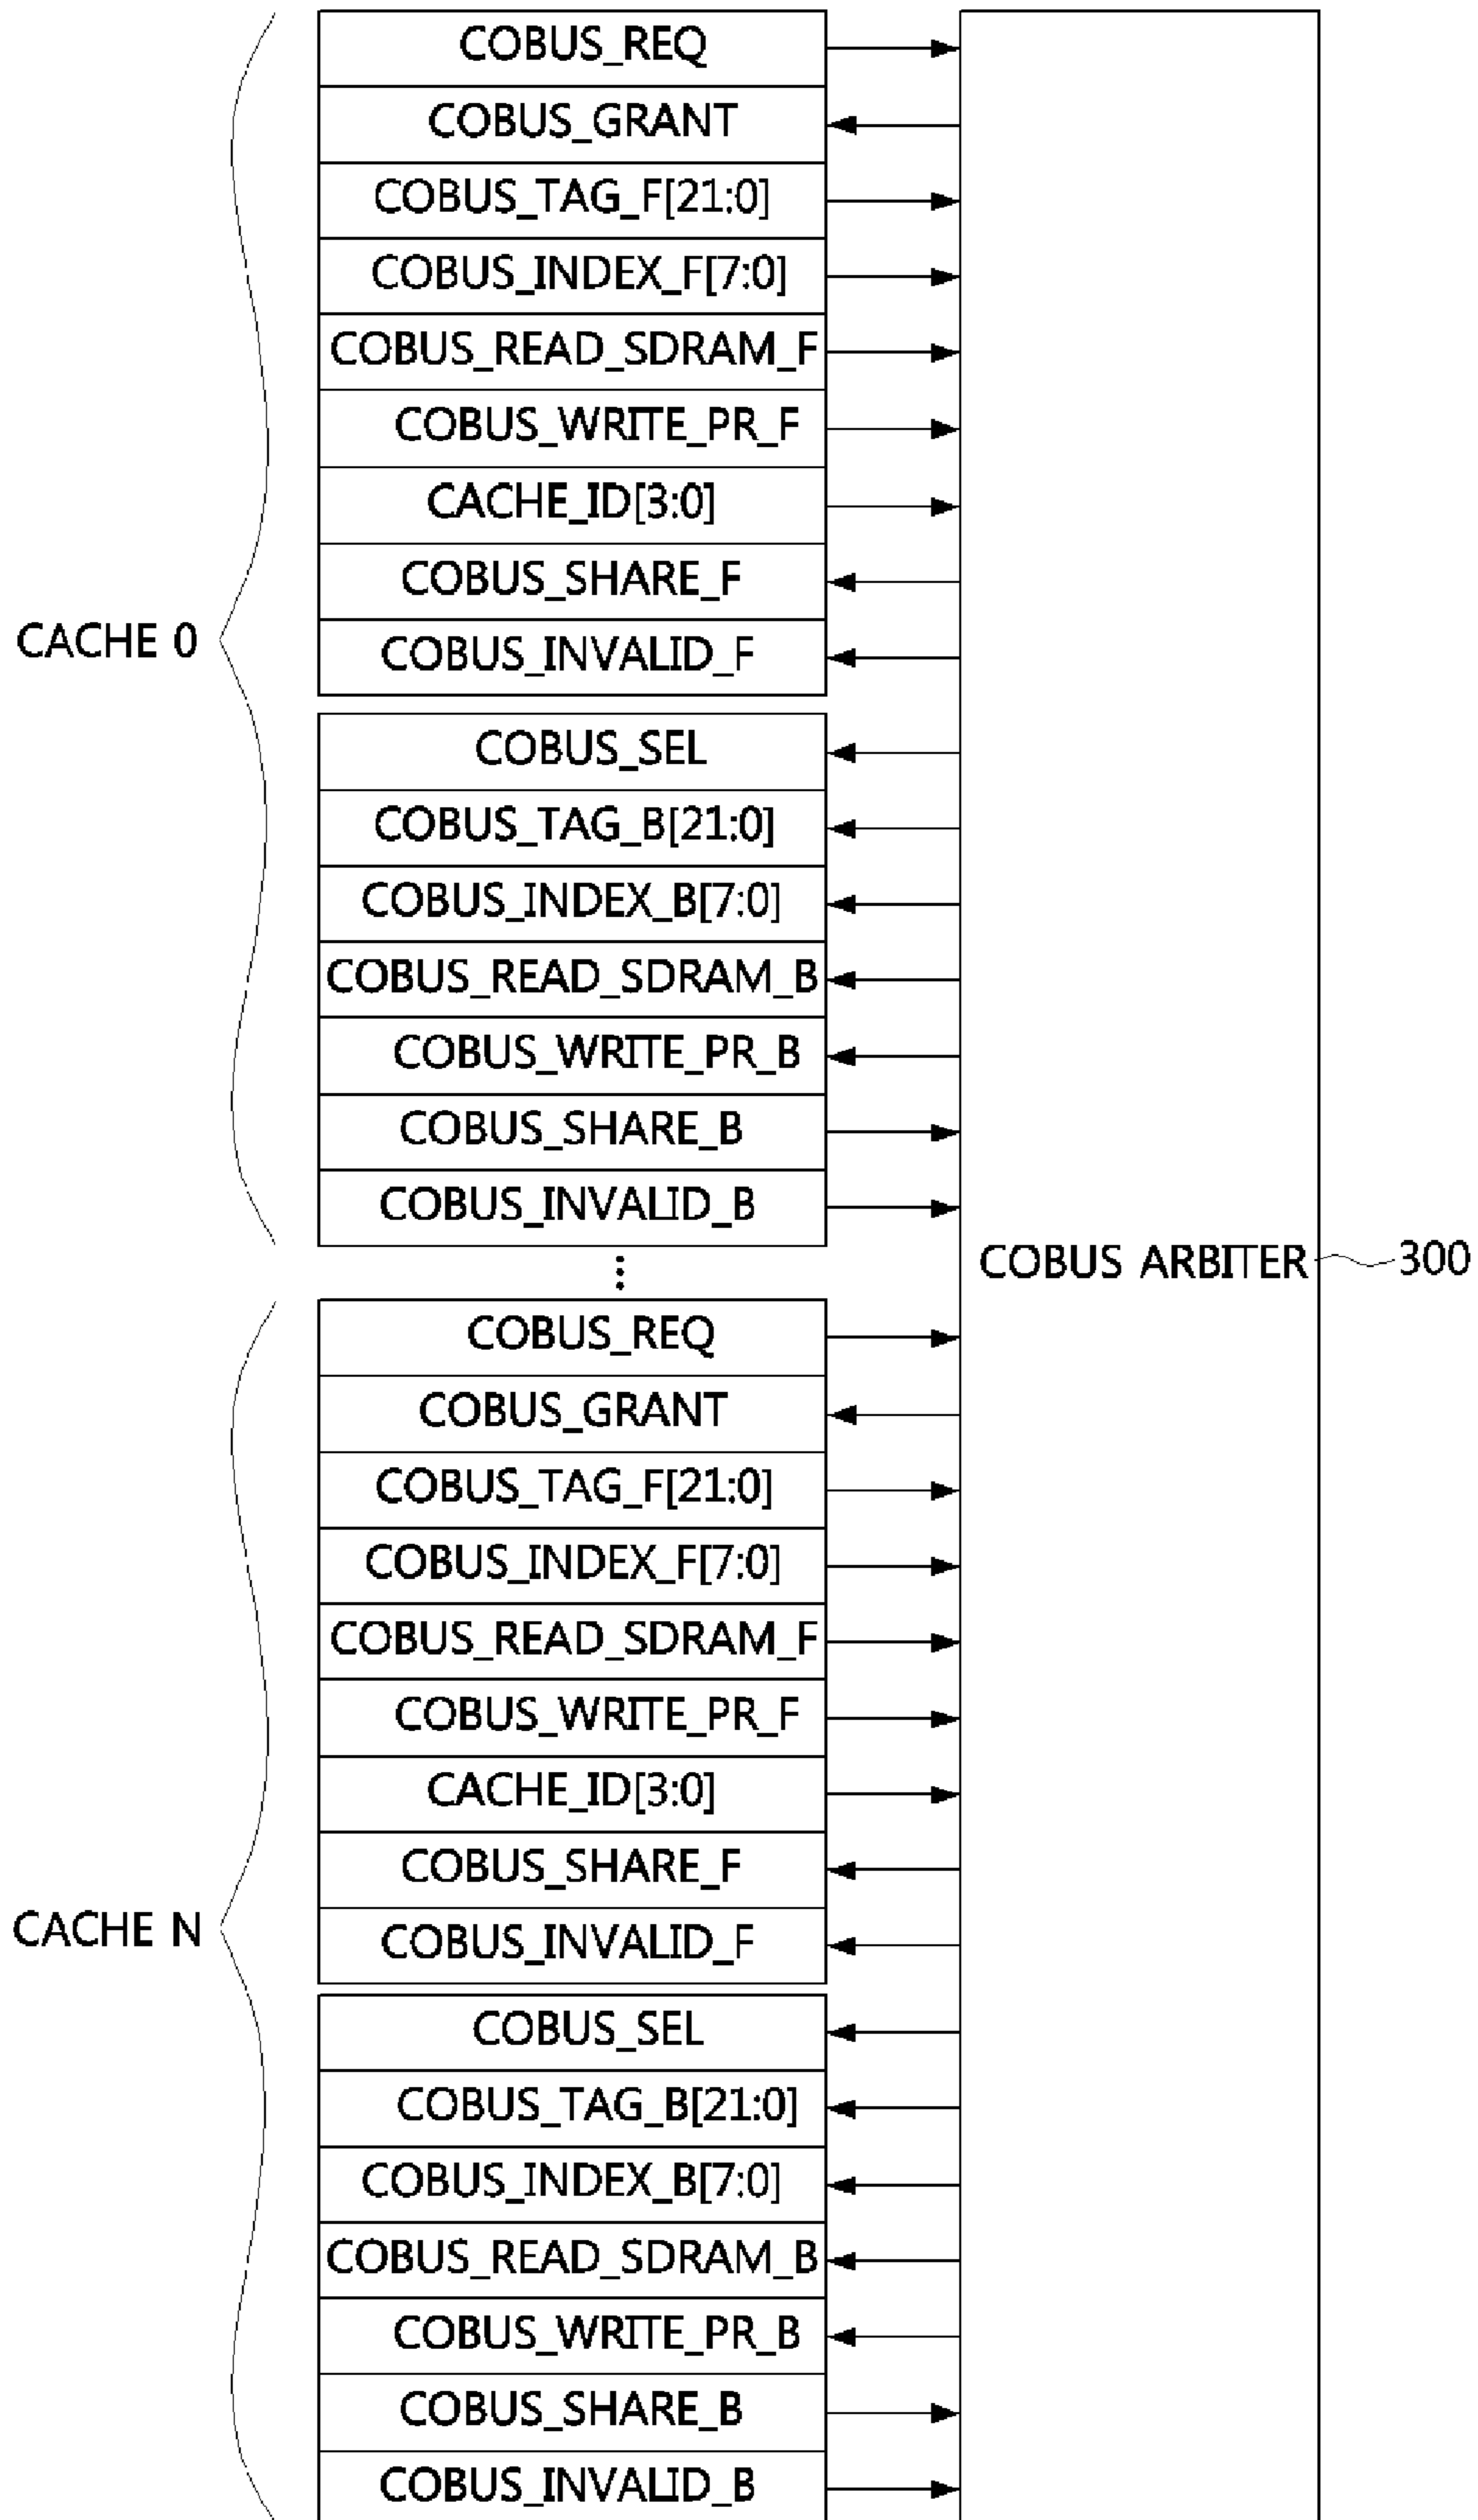 COBUS_REQ
COBUS_GRANT
COBUS_TAG_F[21:0]
COBUS_INDEX_F[7:0]
COBUS_READ_SDRAM_F
COBUS_WRITE_PR_F
CACHE_ID[3:0]
COBUS_SHARE_F
CACHE 0
COBUS_INVALID_F
COBUS_SEL
COBUS_TAG_B[21:0]
COBUS_INDEX_B[7:0]
COBUS_READ_SDRAM_B
COBUS_WRITE_PR_B
COBUS_SHARE_B
COBUS_INVALID_B
COBUS ARBITER
300
COBUS_REQ
COBUS_GRANT
COBUS_TAG_F[21:0]
COBUS_INDEX_F[7:0]
COBUS_READ_SDRAM_F
COBUS_WRITE_PR_F
CACHE_ID[3:0]
COBUS_SHARE_F
CACHE N
COBUS_INVALID_F
COBUS_SEL
COBUS_TAG_B[21:0]
COBUS_INDEX_B[7:0]
COBUS_READ_SDRAM_B
COBUS_WRITE_PR_B
COBUS_SHARE_B
COBUS_INVALID_B